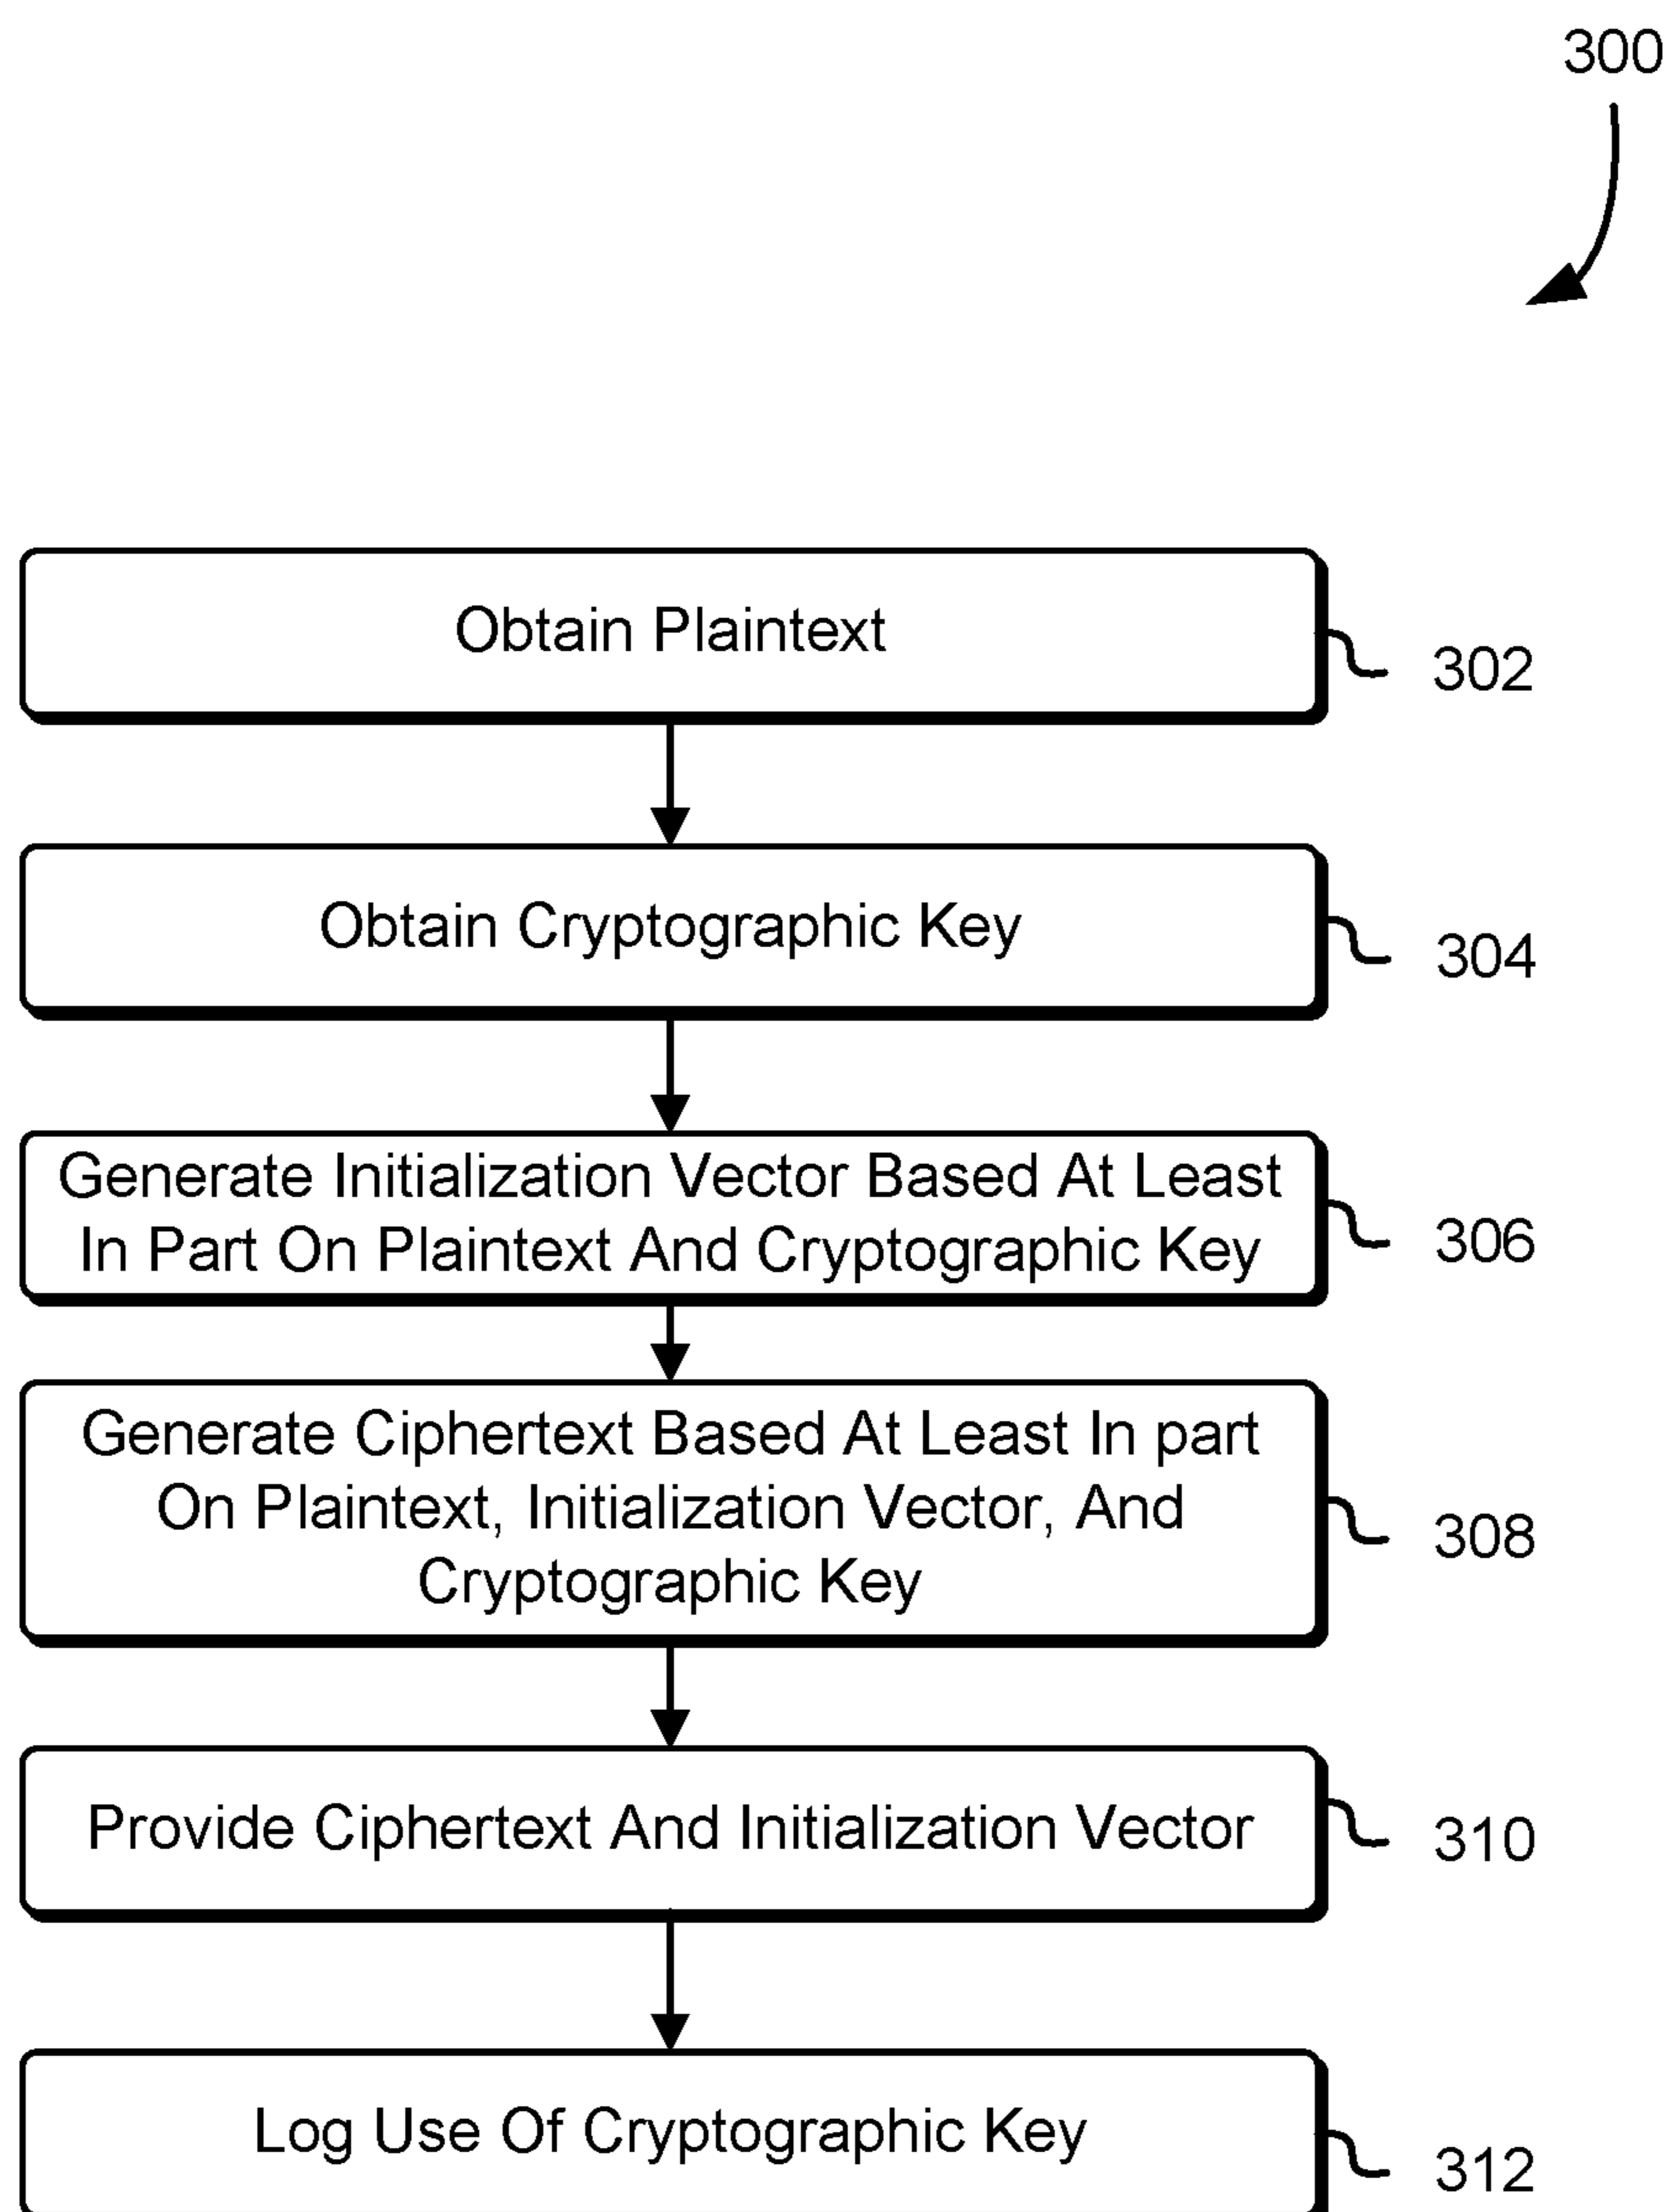 300
Obtain Plaintext
302
Obtain Cryptographic Key
304
Generate Initialization Vector Based At Least
In Part On Plaintext And Cryptographic Key
306
Generate Ciphertext Based At Least In part
On Plaintext, Initialization Vector, And
Cryptographic Key
308
Provide Ciphertext And Initialization Vector
310
Log Use Of Cryptographic Key
312